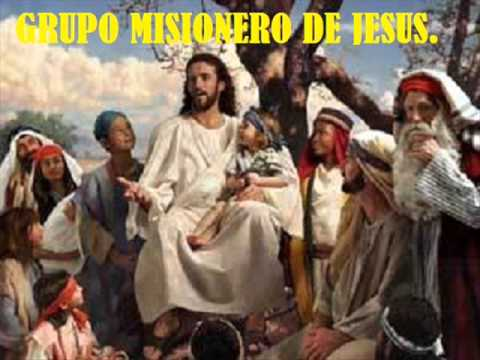 GRUPO MISIONERO DE JESUS.